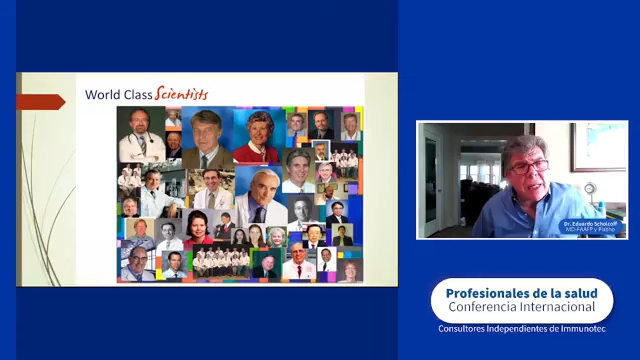 World Class Scientists
Dr. Eduardo Scholcoff
MD-FAAFP y Platino
Profesionales de la salud
Conferencia Internacional
Consultores Independientes de Immunotec